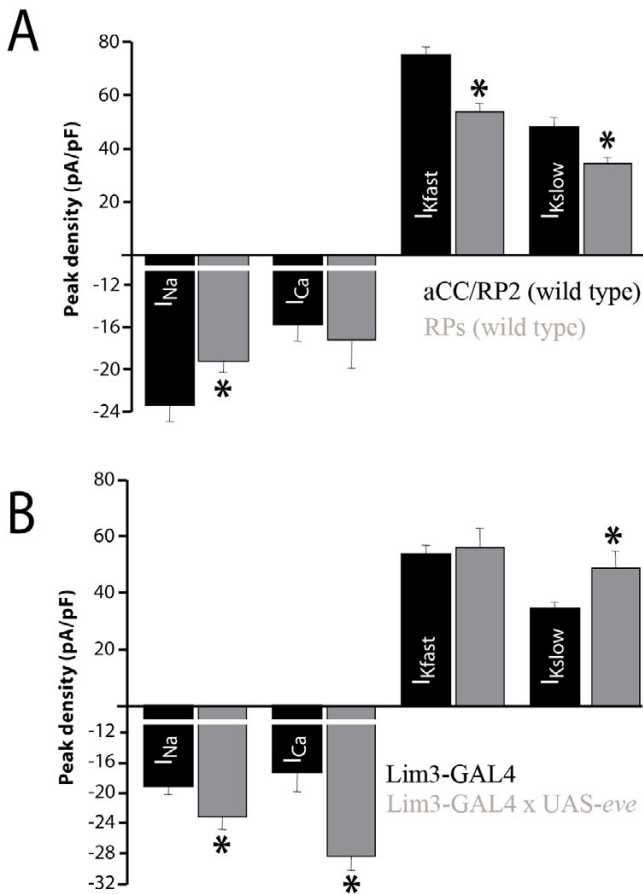 A
Peak density (pA/pF)
80
60
40
20
-12
-16
-20
-24
INa
ICa
IKfast
*
IKslow
*
*
aCC/RP2 (wild type)
RPs (wild type)
B
Peak density (pA/pF)
80
60
40
20
-12
-16
-20
-24
-28
-32
INa
*
ICa
*
IKfast
IKslow
*
Lim3-GAL4
Lim3-GAL4 x UAS-eve